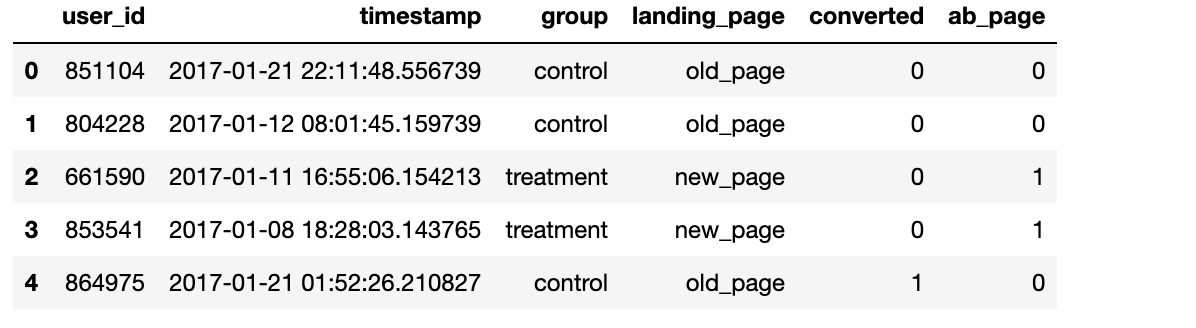 user_id timestamp group landing_page converted ab_page
0 851104 2017-01-21 22:11:48.556739 control old_page 0 0
1 804228 2017-01-12 08:01:45.159739 control old_page 0 0
2 661590 2017-01-11 16:55:06.154213 treatment new_page 0 1
3 853541 2017-01-08 18:28:03.143765 treatment new_page 0 1
4 864975 2017-01-21 01:52:26.210827 control old_page 1 0